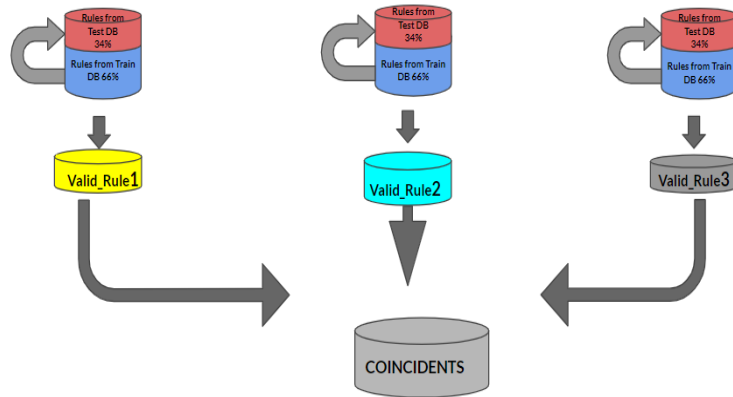 Rules from
Test DB
34%
Rules from Train
DB 66%
Rules from
Test DB
34%
Rules from Train
DB 66%
Rules from
Test DB
34%
Rules from Train
DB 66%
Valid_Rule1
Valid_Rule2
Valid_Rule3
COINCIDENTS